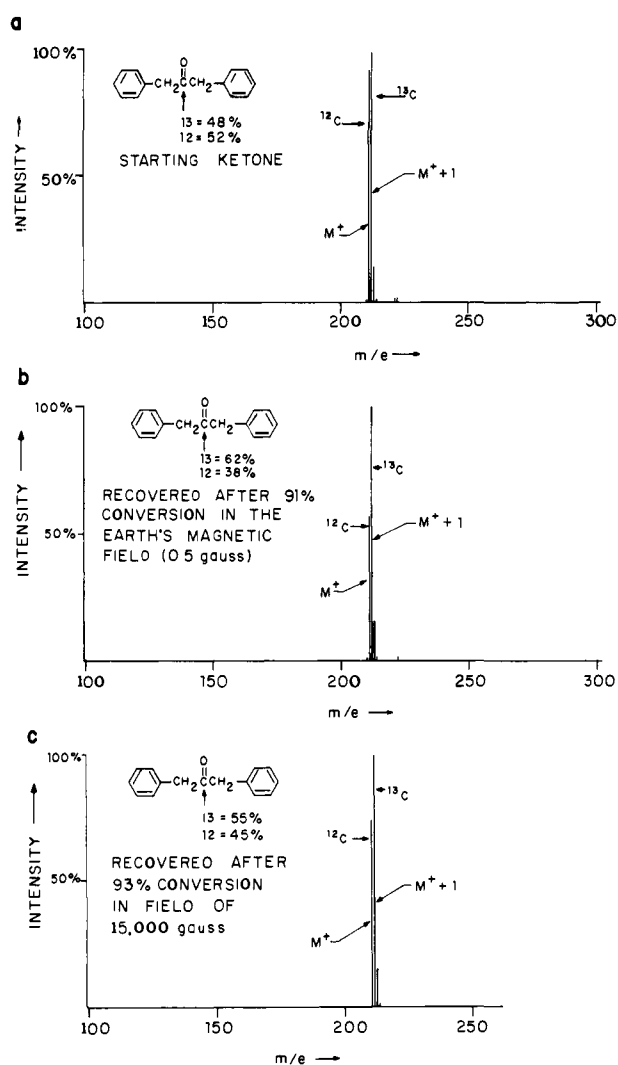 a
100%
50%
INTENSITY
O
CH2CCH2
13 = 48%
12 = 52%
STARTING KETONE
12C
13C
M+ + 1
M+
100 150 200 250 300
m/e
b
100%
50%
INTENSITY
O
CH2CCH2
13 = 62%
12 = 38%
RECOVERED AFTER 91%
CONVERSION IN THE
EARTH'S MAGNETIC
FIELD (0.5 gauss)
13C
12C
M+ + 1
M+
100 150 200 250 300
m/e
c
100%
50%
INTENSITY
O
CH2CCH2
13 = 55%
12 = 45%
RECOVERED AFTER
93% CONVERSION
IN FIELD OF
15,000 gauss
13C
12C
M+ + 1
M+
100 150 200 250
m/e